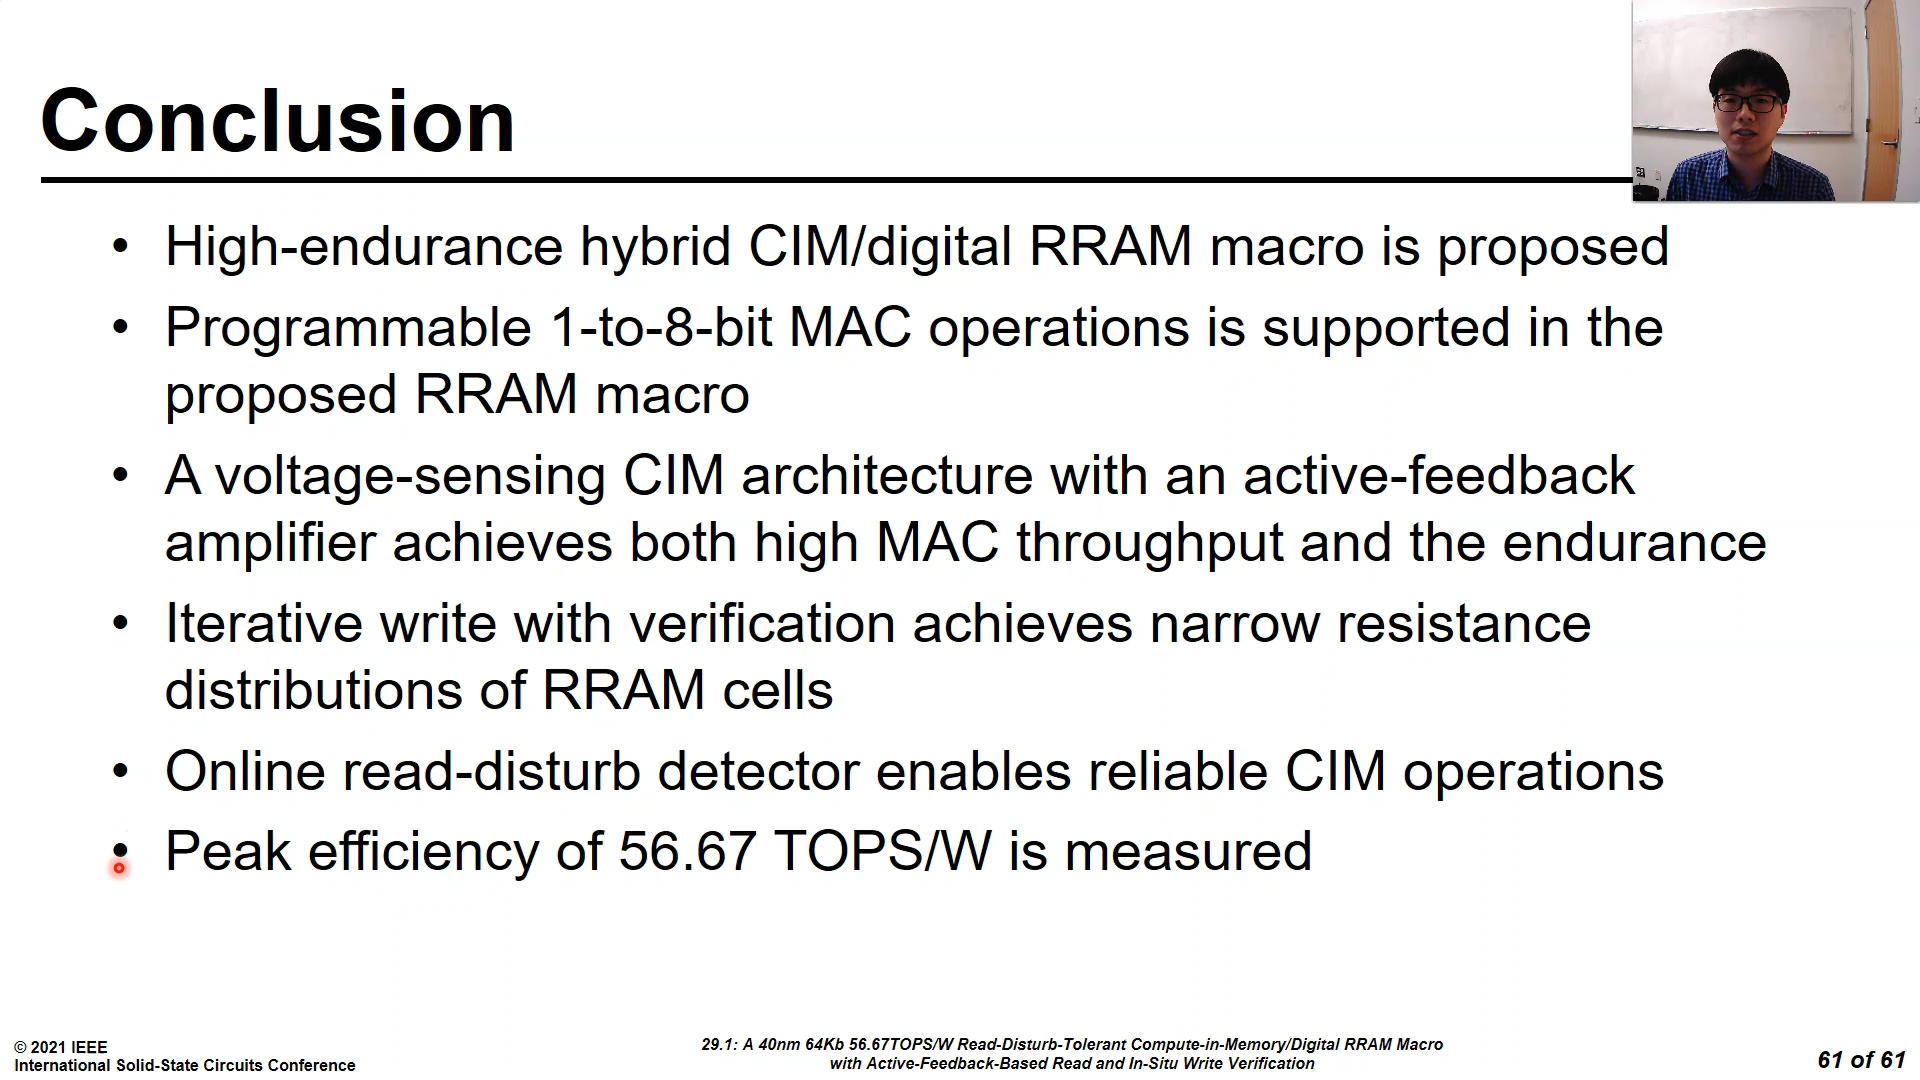 Conclusion
• High-endurance hybrid CIM/digital RRAM macro is proposed
• Programmable 1-to-8-bit MAC operations is supported in the
proposed RRAM macro
• A voltage-sensing CIM architecture with an active-feedback
amplifier achieves both high MAC throughput and the endurance
• Iterative write with verification achieves narrow resistance
distributions of RRAM cells
• Online read-disturb detector enables reliable CIM operations
• Peak efficiency of 56.67 TOPS/W is measured
© 2021 IEEE
International Solid-State Circuits Conference
29.1: A 40nm 64Kb 56.67TOPS/W Read-Disturb-Tolerant Compute-in-Memory/Digital RRAM Macro
with Active-Feedback-Based Read and In-Situ Write Verification
61 of 61